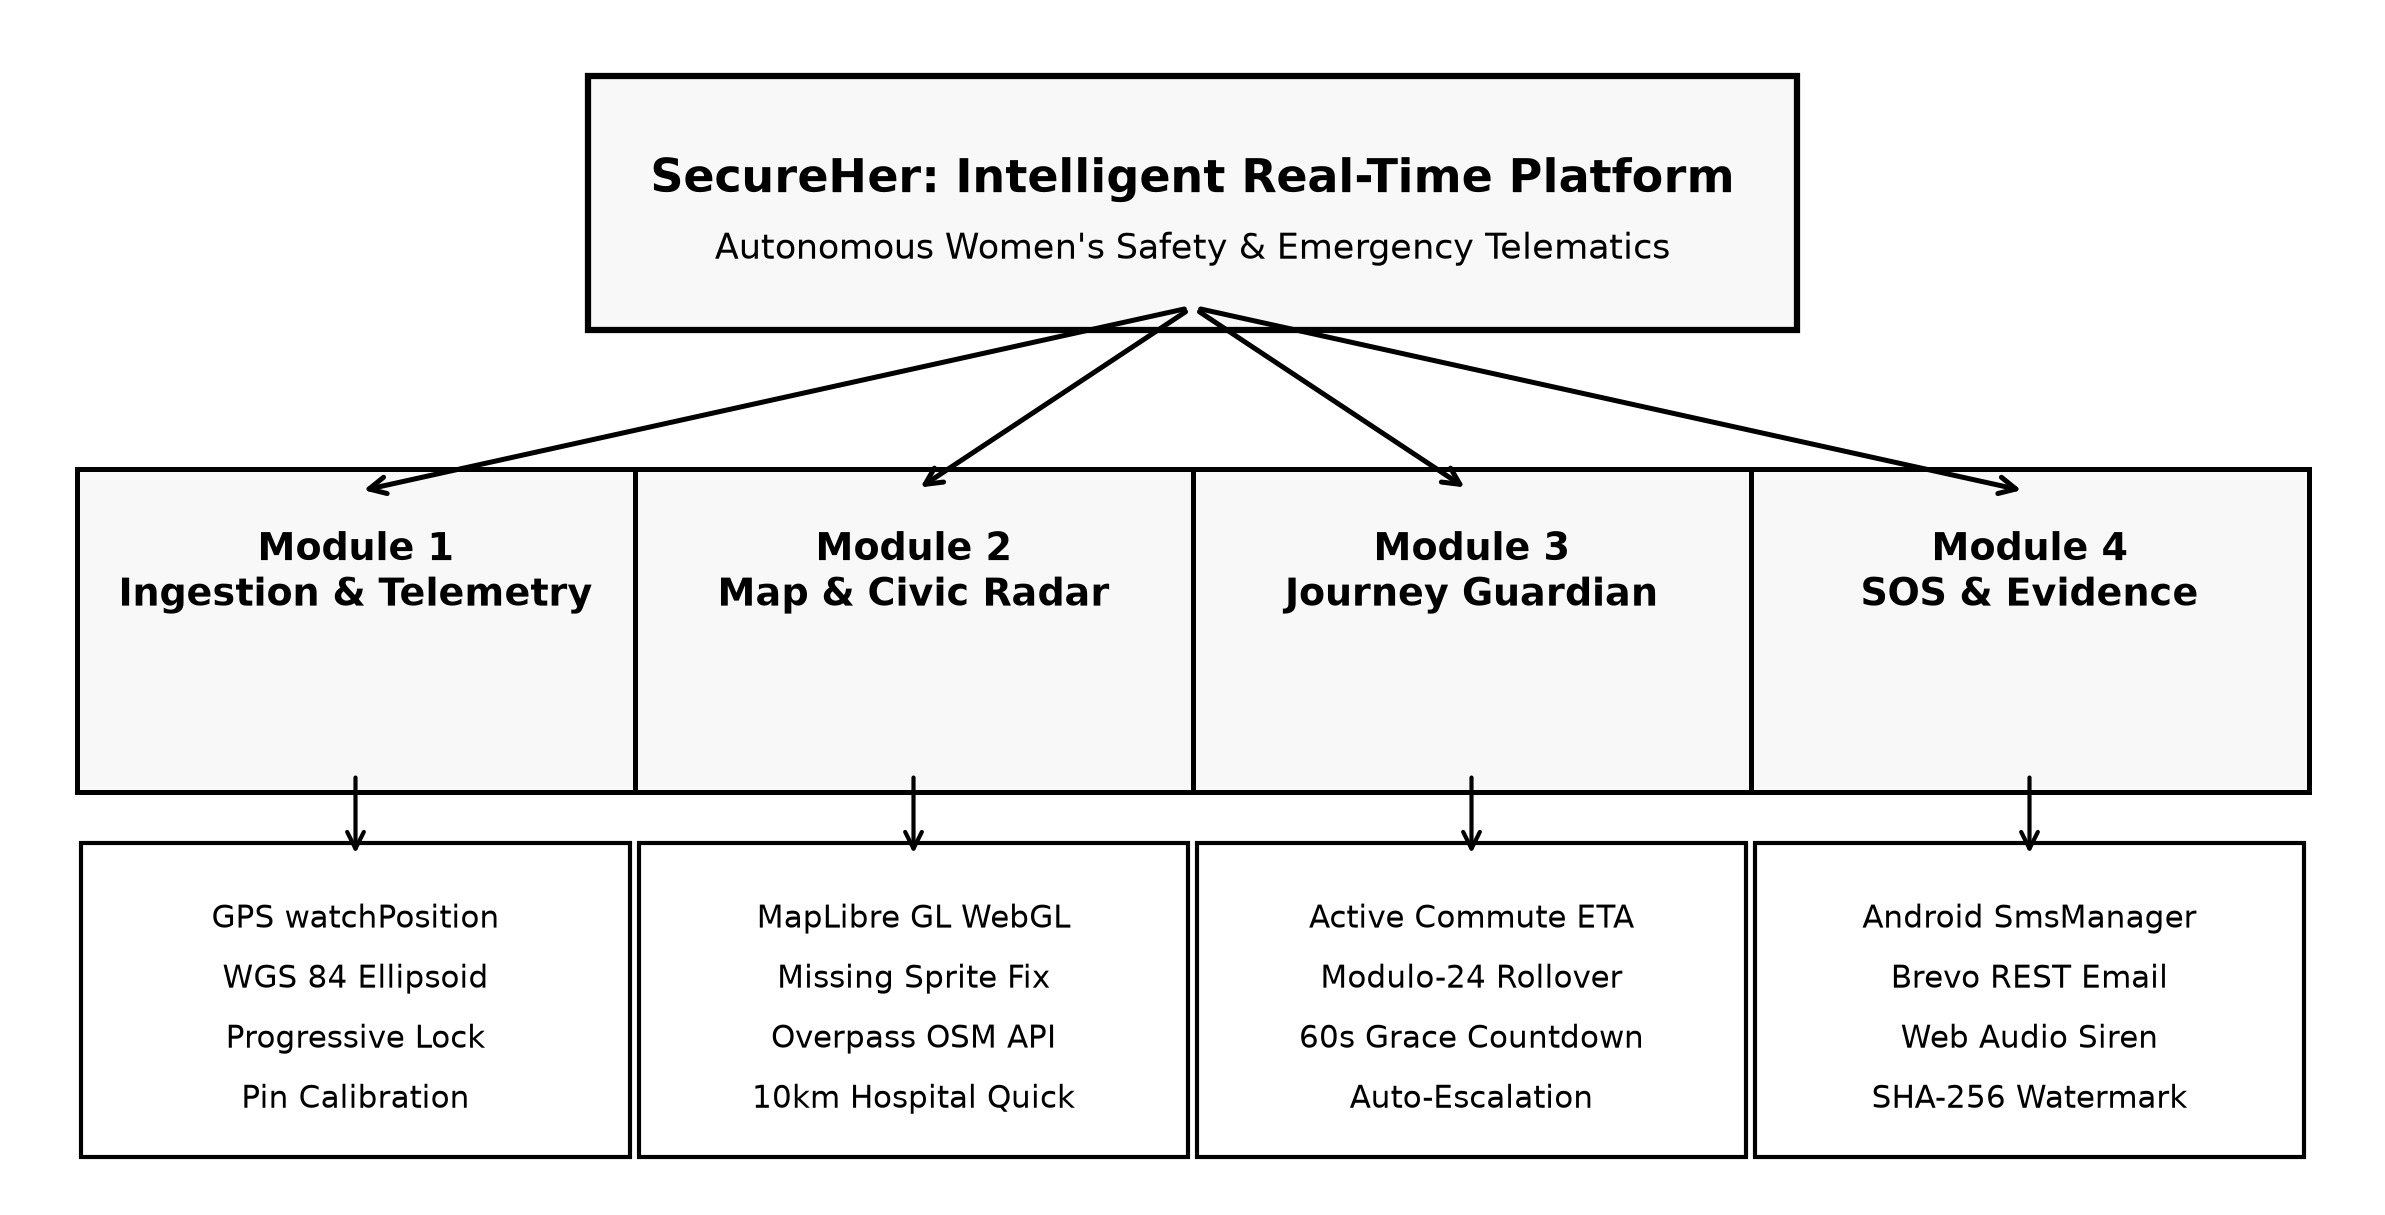 SecureHer: Intelligent Real-Time Platform
Autonomous Women's Safety & Emergency Telematics
Module 1
Ingestion & Telemetry
Module 2
Map & Civic Radar
Module 3
Journey Guardian
Module 4
SOS & Evidence
GPS watchPosition
WGS 84 Ellipsoid
Progressive Lock
Pin Calibration
MapLibre GL WebGL
Missing Sprite Fix
Overpass OSM API
10km Hospital Quick
Active Commute ETA
Modulo-24 Rollover
60s Grace Countdown
Auto-Escalation
Android SmsManager
Brevo REST Email
Web Audio Siren
SHA-256 Watermark